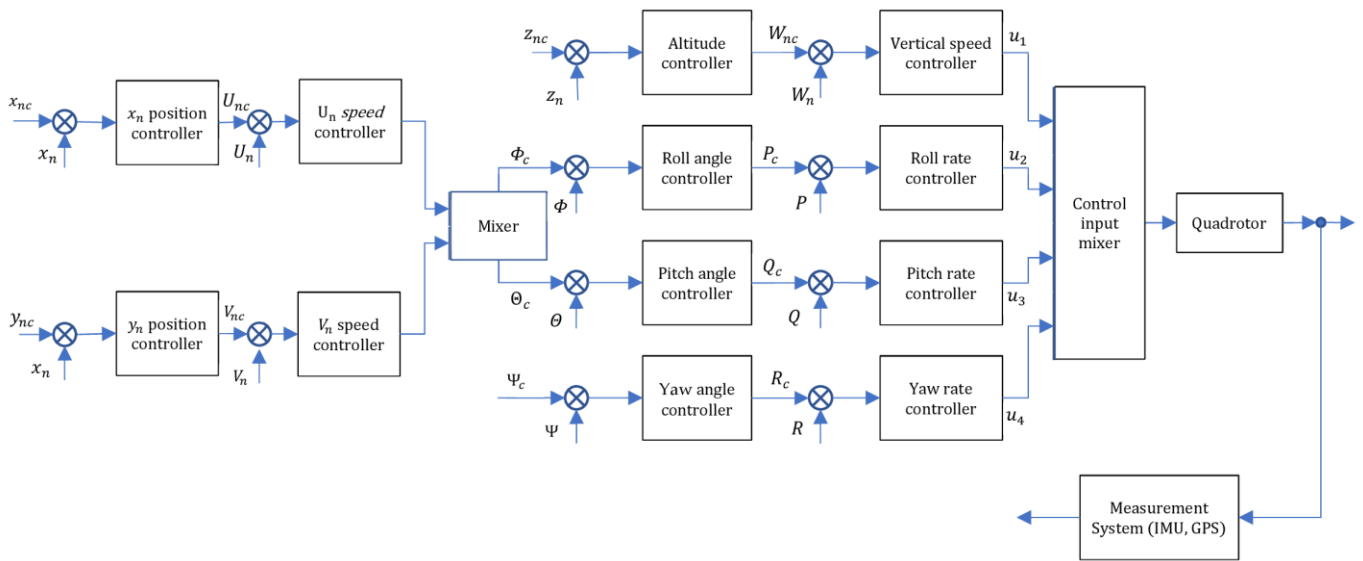 z_nc
Altitude
controller
W_nc
Vertical speed
controller
u_1
z_n
W_n
x_nc
x_n position
controller
U_nc
U_n speed
controller
x_n
U_n
Φ_c
Roll angle
controller
P_c
Roll rate
controller
u_2
Φ
P
Mixer
Control
input
mixer
Quadrotor
Θ_c
Pitch angle
controller
Q_c
Pitch rate
controller
u_3
Θ
Q
y_nc
y_n position
controller
V_nc
V_n speed
controller
x_n
V_n
Ψ_c
Yaw angle
controller
R_c
Yaw rate
controller
u_4
Ψ
R
Measurement
System (IMU, GPS)